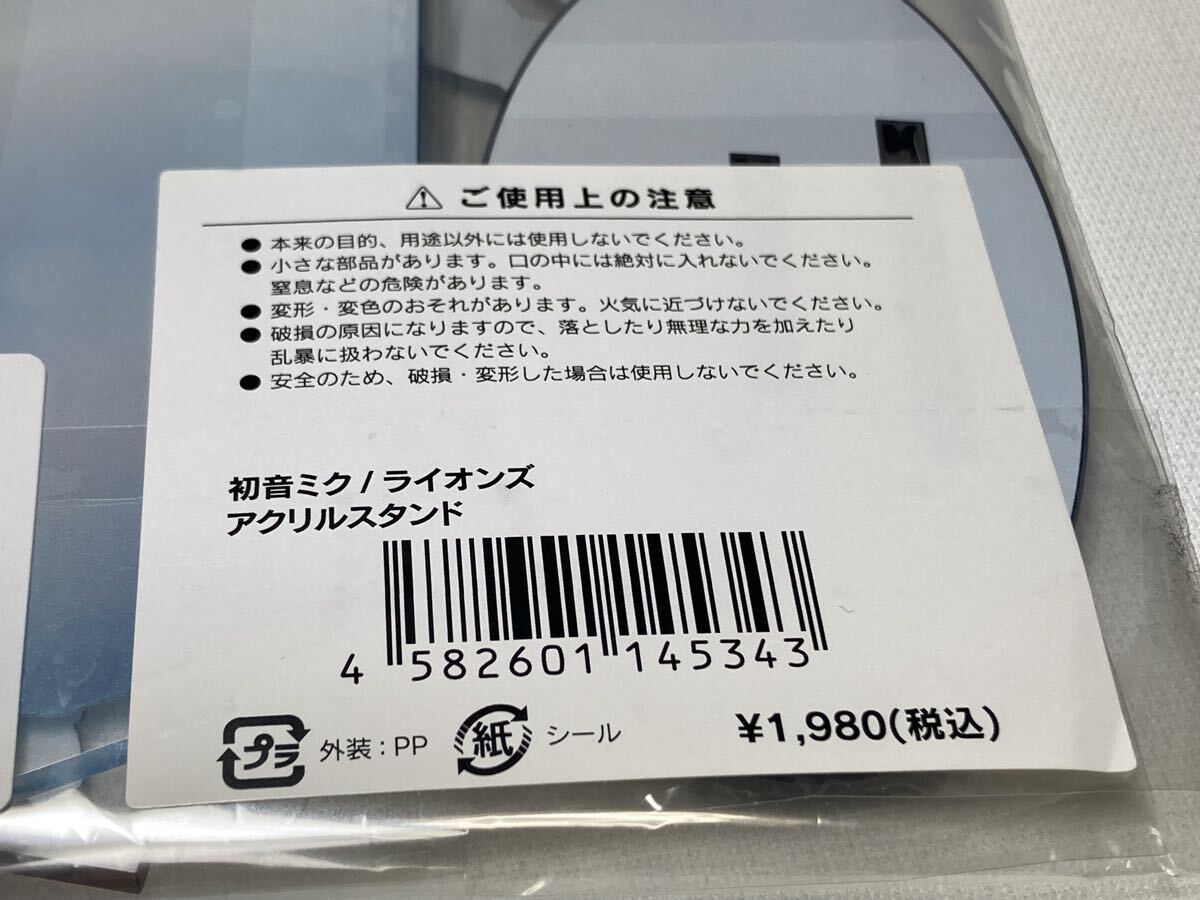 ⚠ ご使用上の注意
● 本来の目的、用途以外には使用しないでください。
● 小さな部品があります。口の中には絶対に入れないでください。
窒息などの危険があります。
● 変形・変色のおそれがあります。火気に近づけないでください。
● 破損の原因になりますので、落としたり無理な力を加えたり
乱暴に扱わないでください。
● 安全のため、破損・変形した場合は使用しないでください。
初音ミク/ライオンズ
アクリルスタンド
4 582601 145343
プラ 外装:PP 紙 シール ¥1,980(税込)